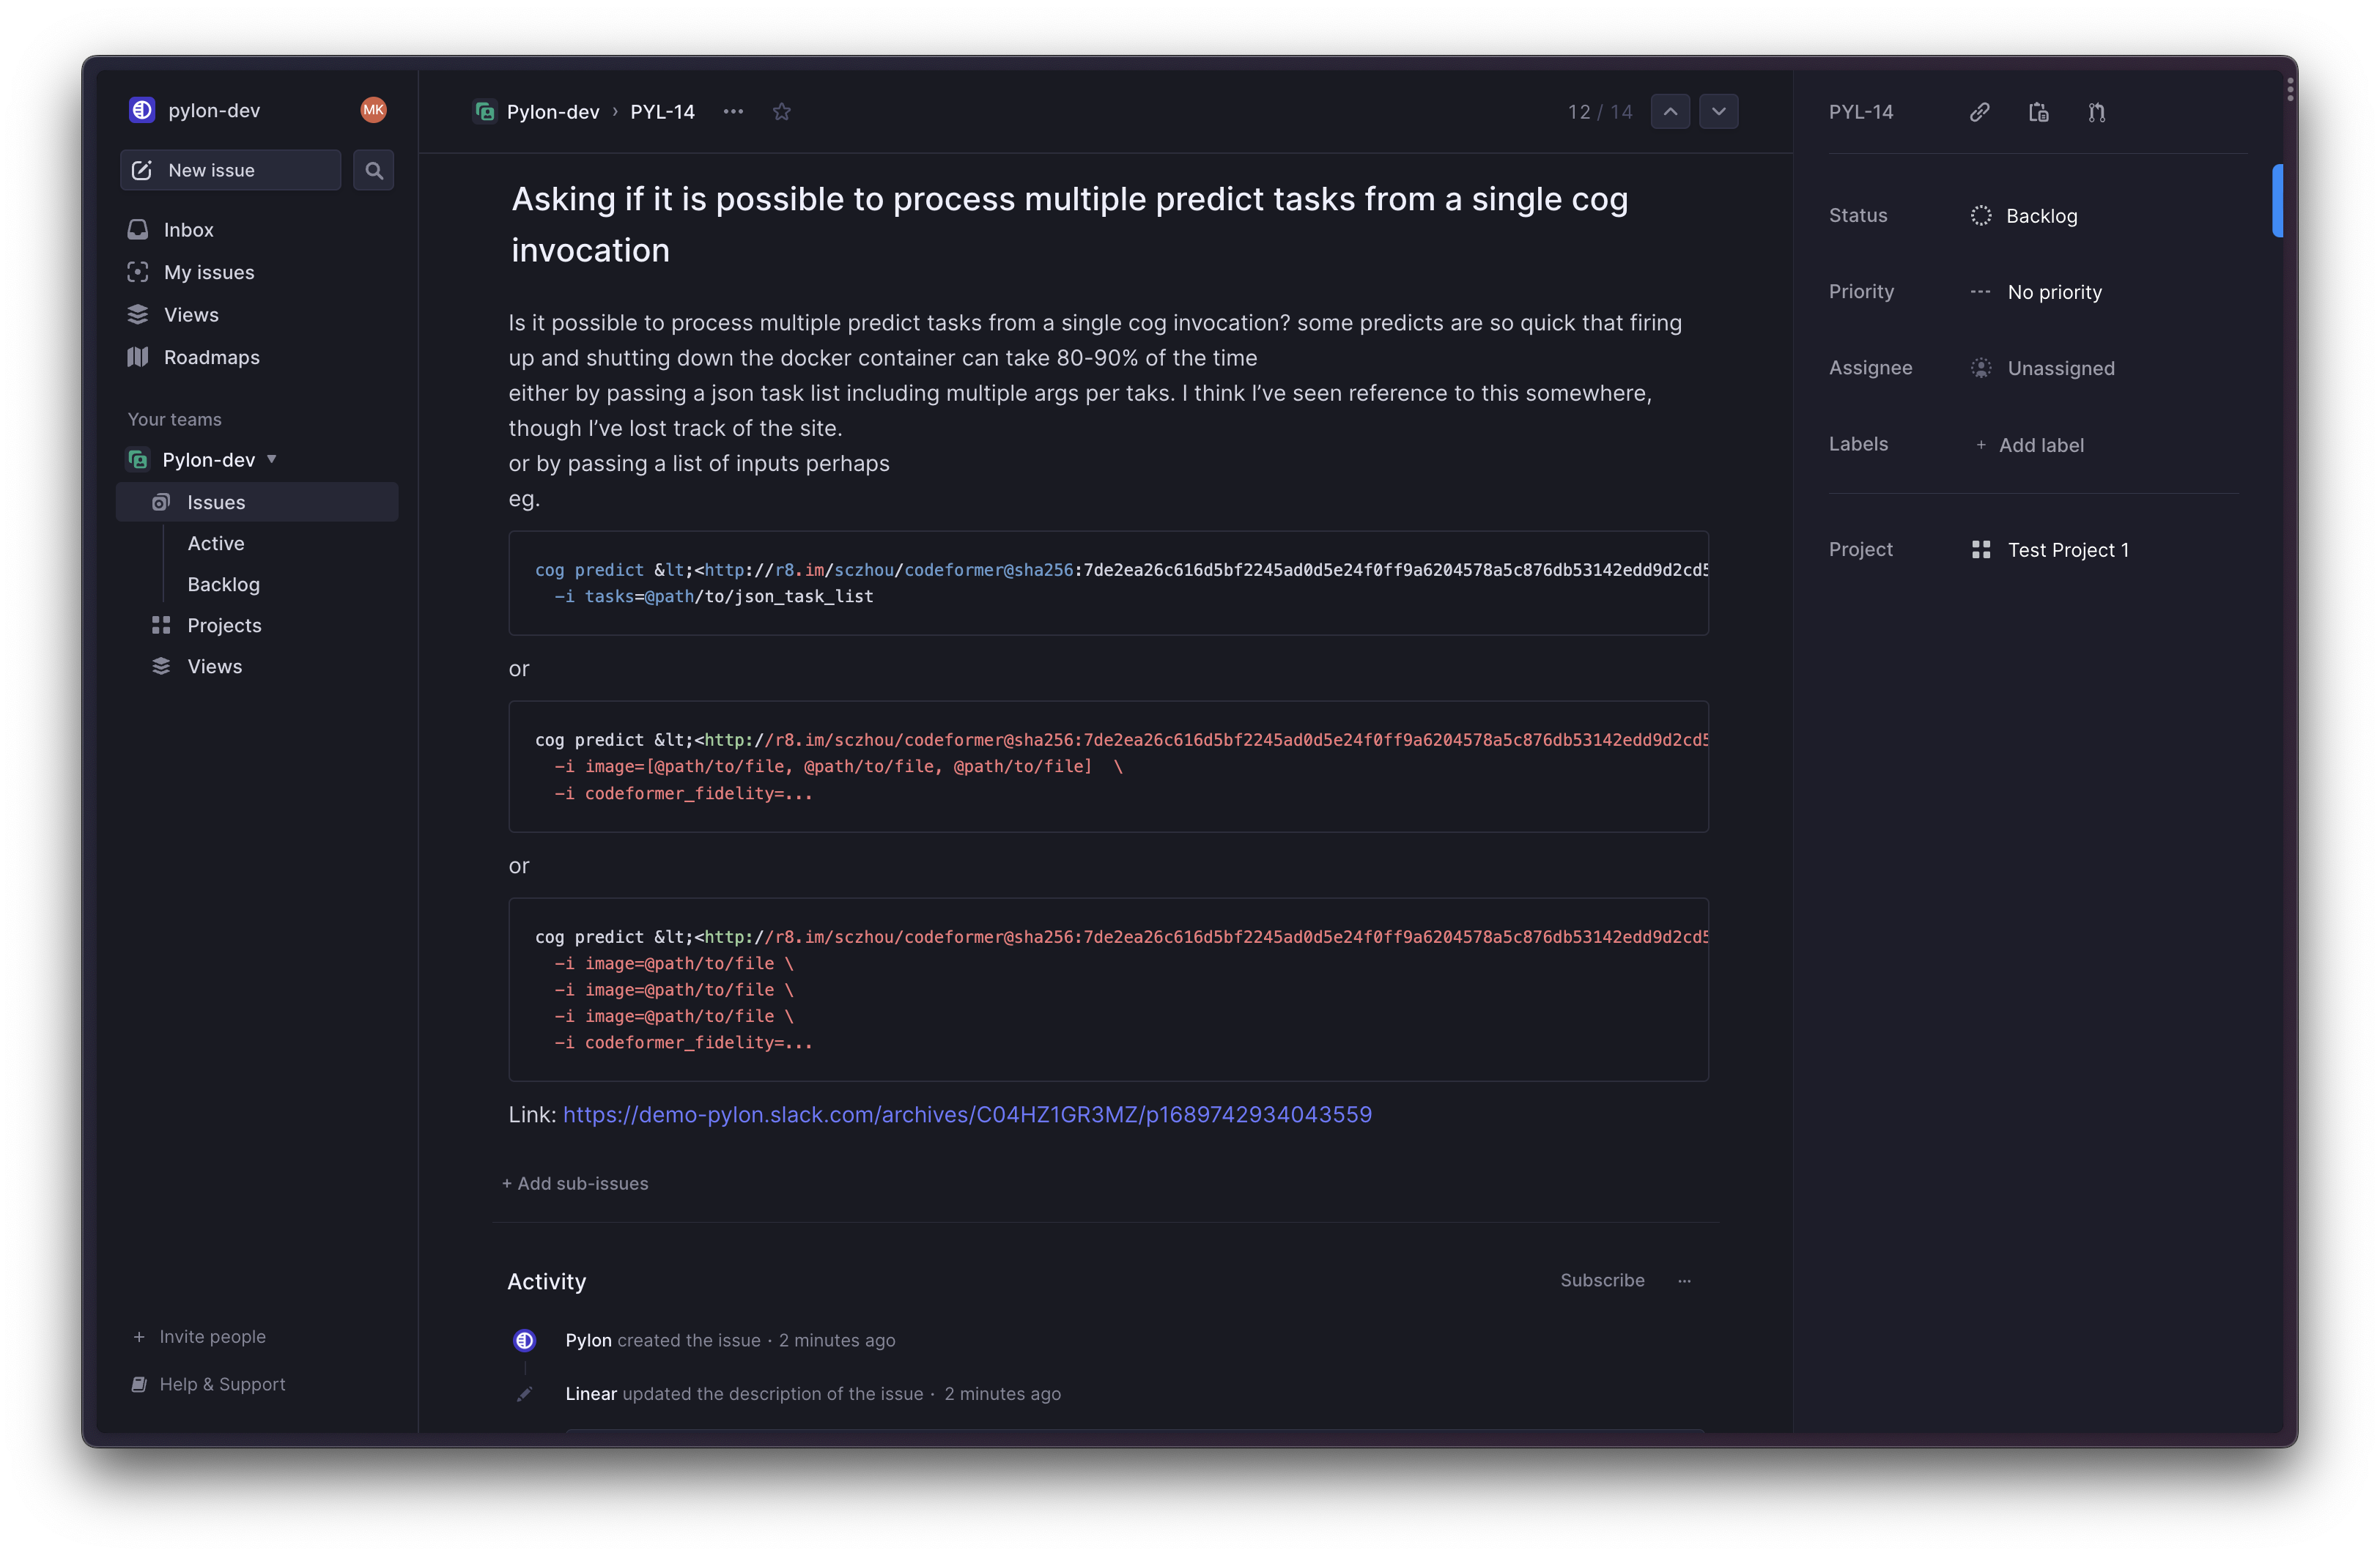 pylon-dev
MK
New issue
Inbox
My issues
Views
Roadmaps
Your teams
Pylon-dev
Issues
Active
Backlog
Projects
Views
+ Invite people
Help & Support
Pylon-dev › PYL-14 ···
12 / 14
Asking if it is possible to process multiple predict tasks from a single cog
invocation
Is it possible to process multiple predict tasks from a single cog invocation? some predicts are so quick that firing
up and shutting down the docker container can take 80-90% of the time
either by passing a json task list including multiple args per taks. I think I’ve seen reference to this somewhere,
though I’ve lost track of the site.
or by passing a list of inputs perhaps
eg.
cog predict &lt;<http://r8.im/sczhou/codeformer@sha256:7de2ea26c616d5bf2245ad0d5e24f0ff9a6204578a5c876db53142edd9d2cd5
-i tasks=@path/to/json_task_list
or
cog predict &lt;<http://r8.im/sczhou/codeformer@sha256:7de2ea26c616d5bf2245ad0d5e24f0ff9a6204578a5c876db53142edd9d2cd5
-i image=[@path/to/file, @path/to/file, @path/to/file] \
-i codeformer_fidelity=...
or
cog predict &lt;<http://r8.im/sczhou/codeformer@sha256:7de2ea26c616d5bf2245ad0d5e24f0ff9a6204578a5c876db53142edd9d2cd5
-i image=@path/to/file \
-i image=@path/to/file \
-i image=@path/to/file \
-i codeformer_fidelity=...
Link: https://demo-pylon.slack.com/archives/C04HZ1GR3MZ/p1689742934043559
+ Add sub-issues
Activity
Subscribe ···
Pylon created the issue · 2 minutes ago
Linear updated the description of the issue · 2 minutes ago
PYL-14
Status Backlog
Priority --- No priority
Assignee Unassigned
Labels + Add label
Project Test Project 1